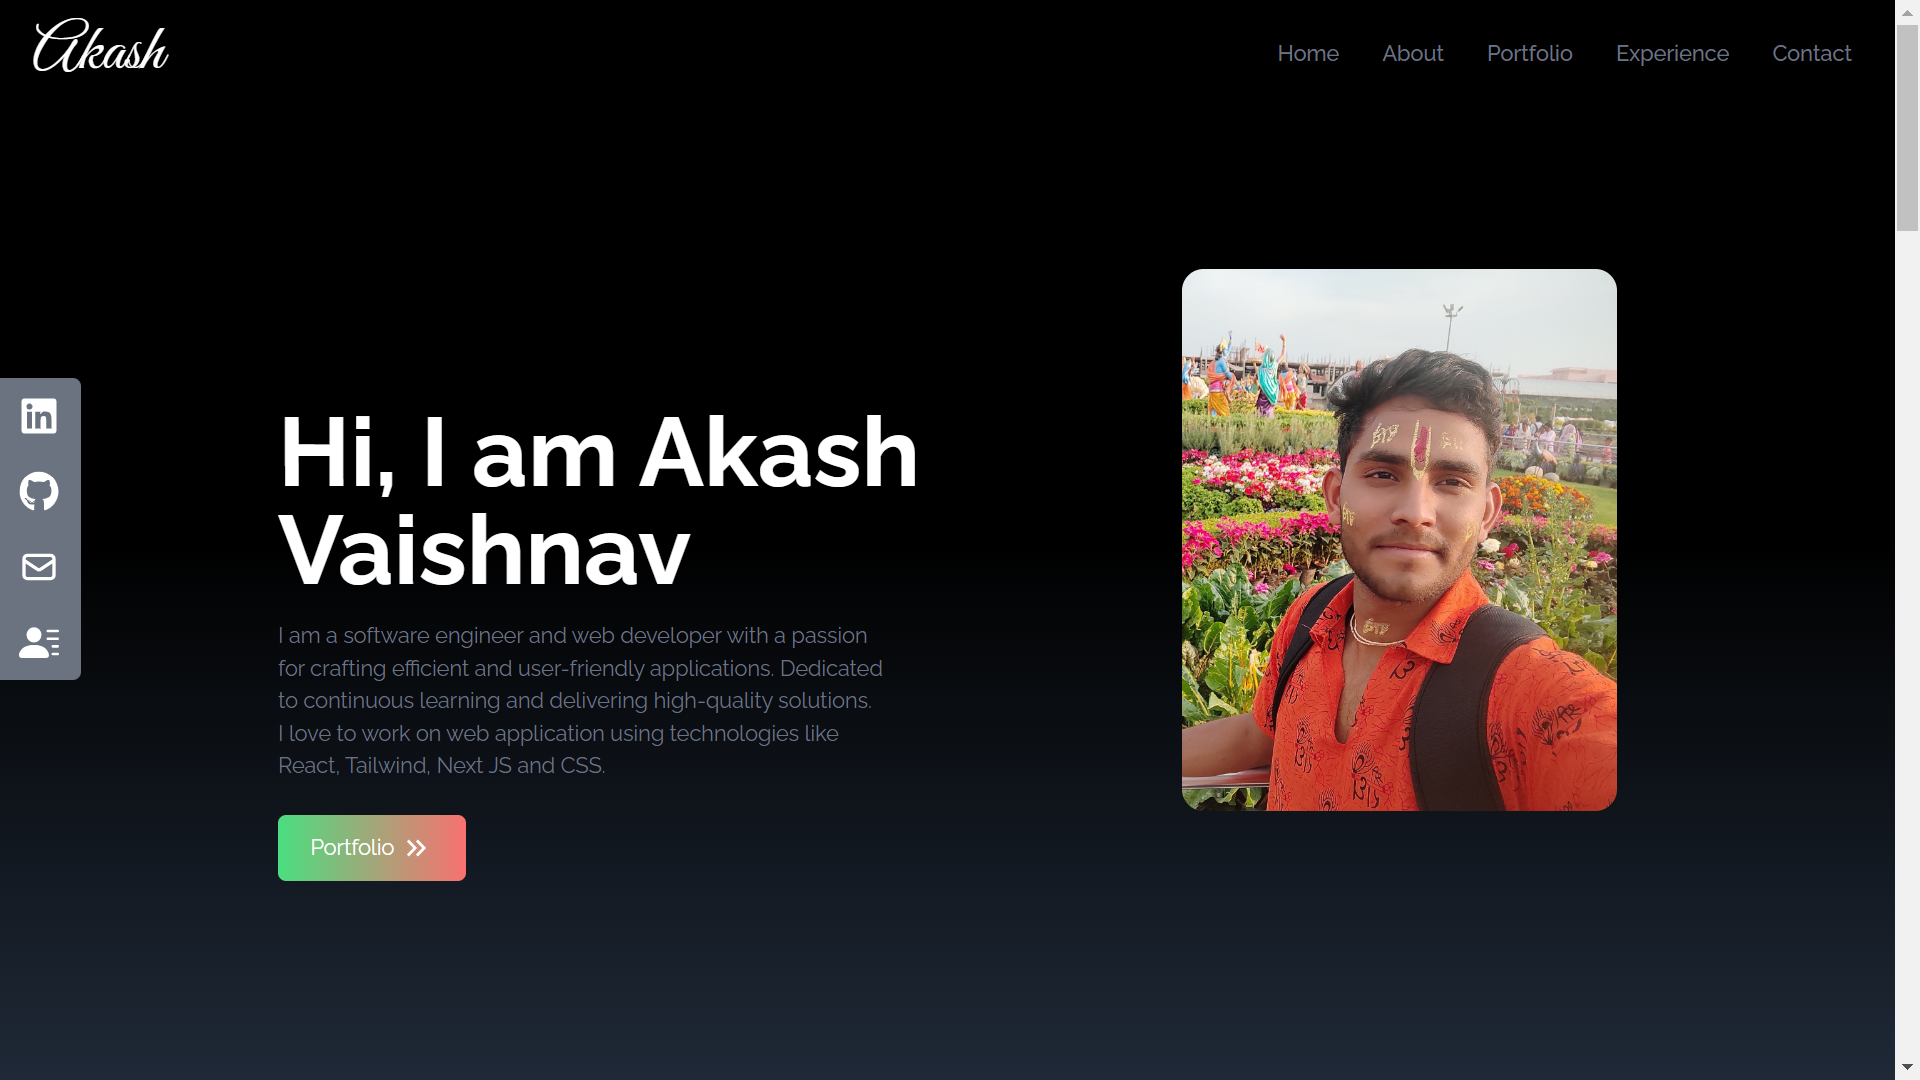 Akash
Home About Portfolio Experience Contact
Hi, I am Akash
Vaishnav
I am a software engineer and web developer with a passion
for crafting efficient and user-friendly applications. Dedicated
to continuous learning and delivering high-quality solutions.
I love to work on web application using technologies like
React, Tailwind, Next JS and CSS.
Portfolio